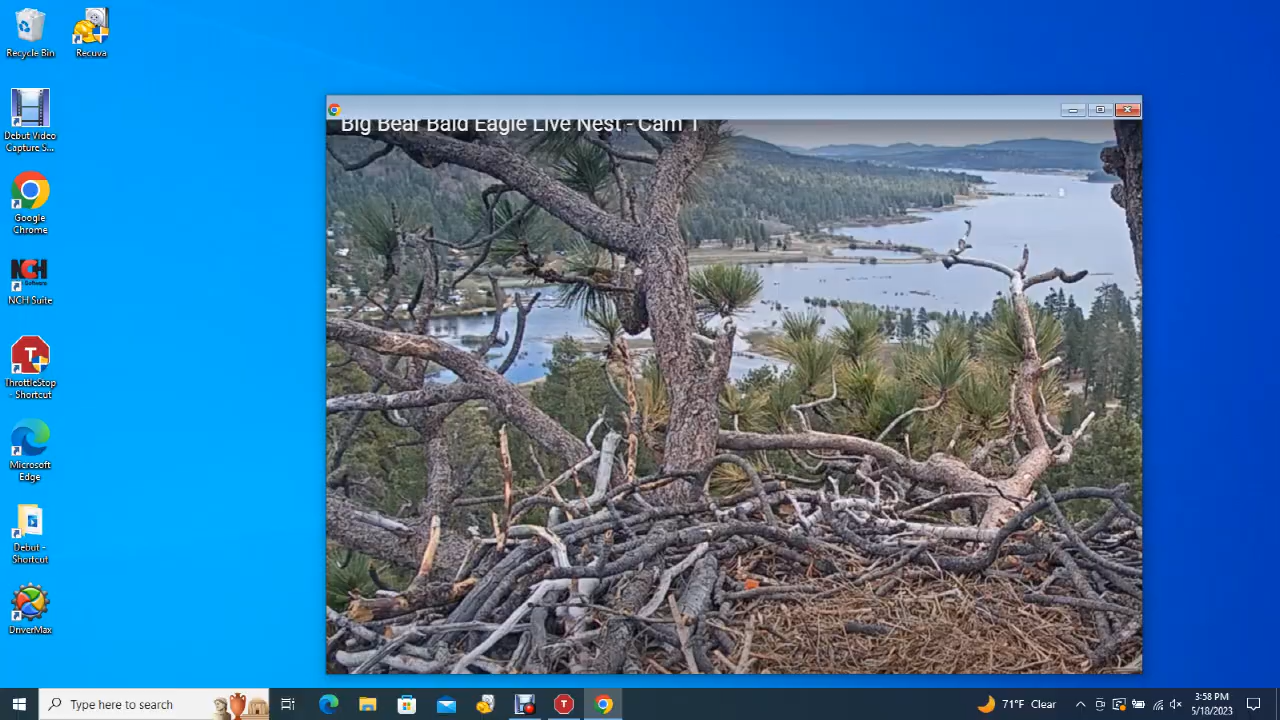 Recycle Bin
Recuva
Debut Video
Capture S...
Google
Chrome
NCH Suite
ThrottleStop
- Shortcut
Microsoft
Edge
Debut -
Shortcut
DriverMax
Big Bear Bald Eagle Live Nest - Cam 1
Type here to search
71°F Clear
3:58 PM
5/18/2023